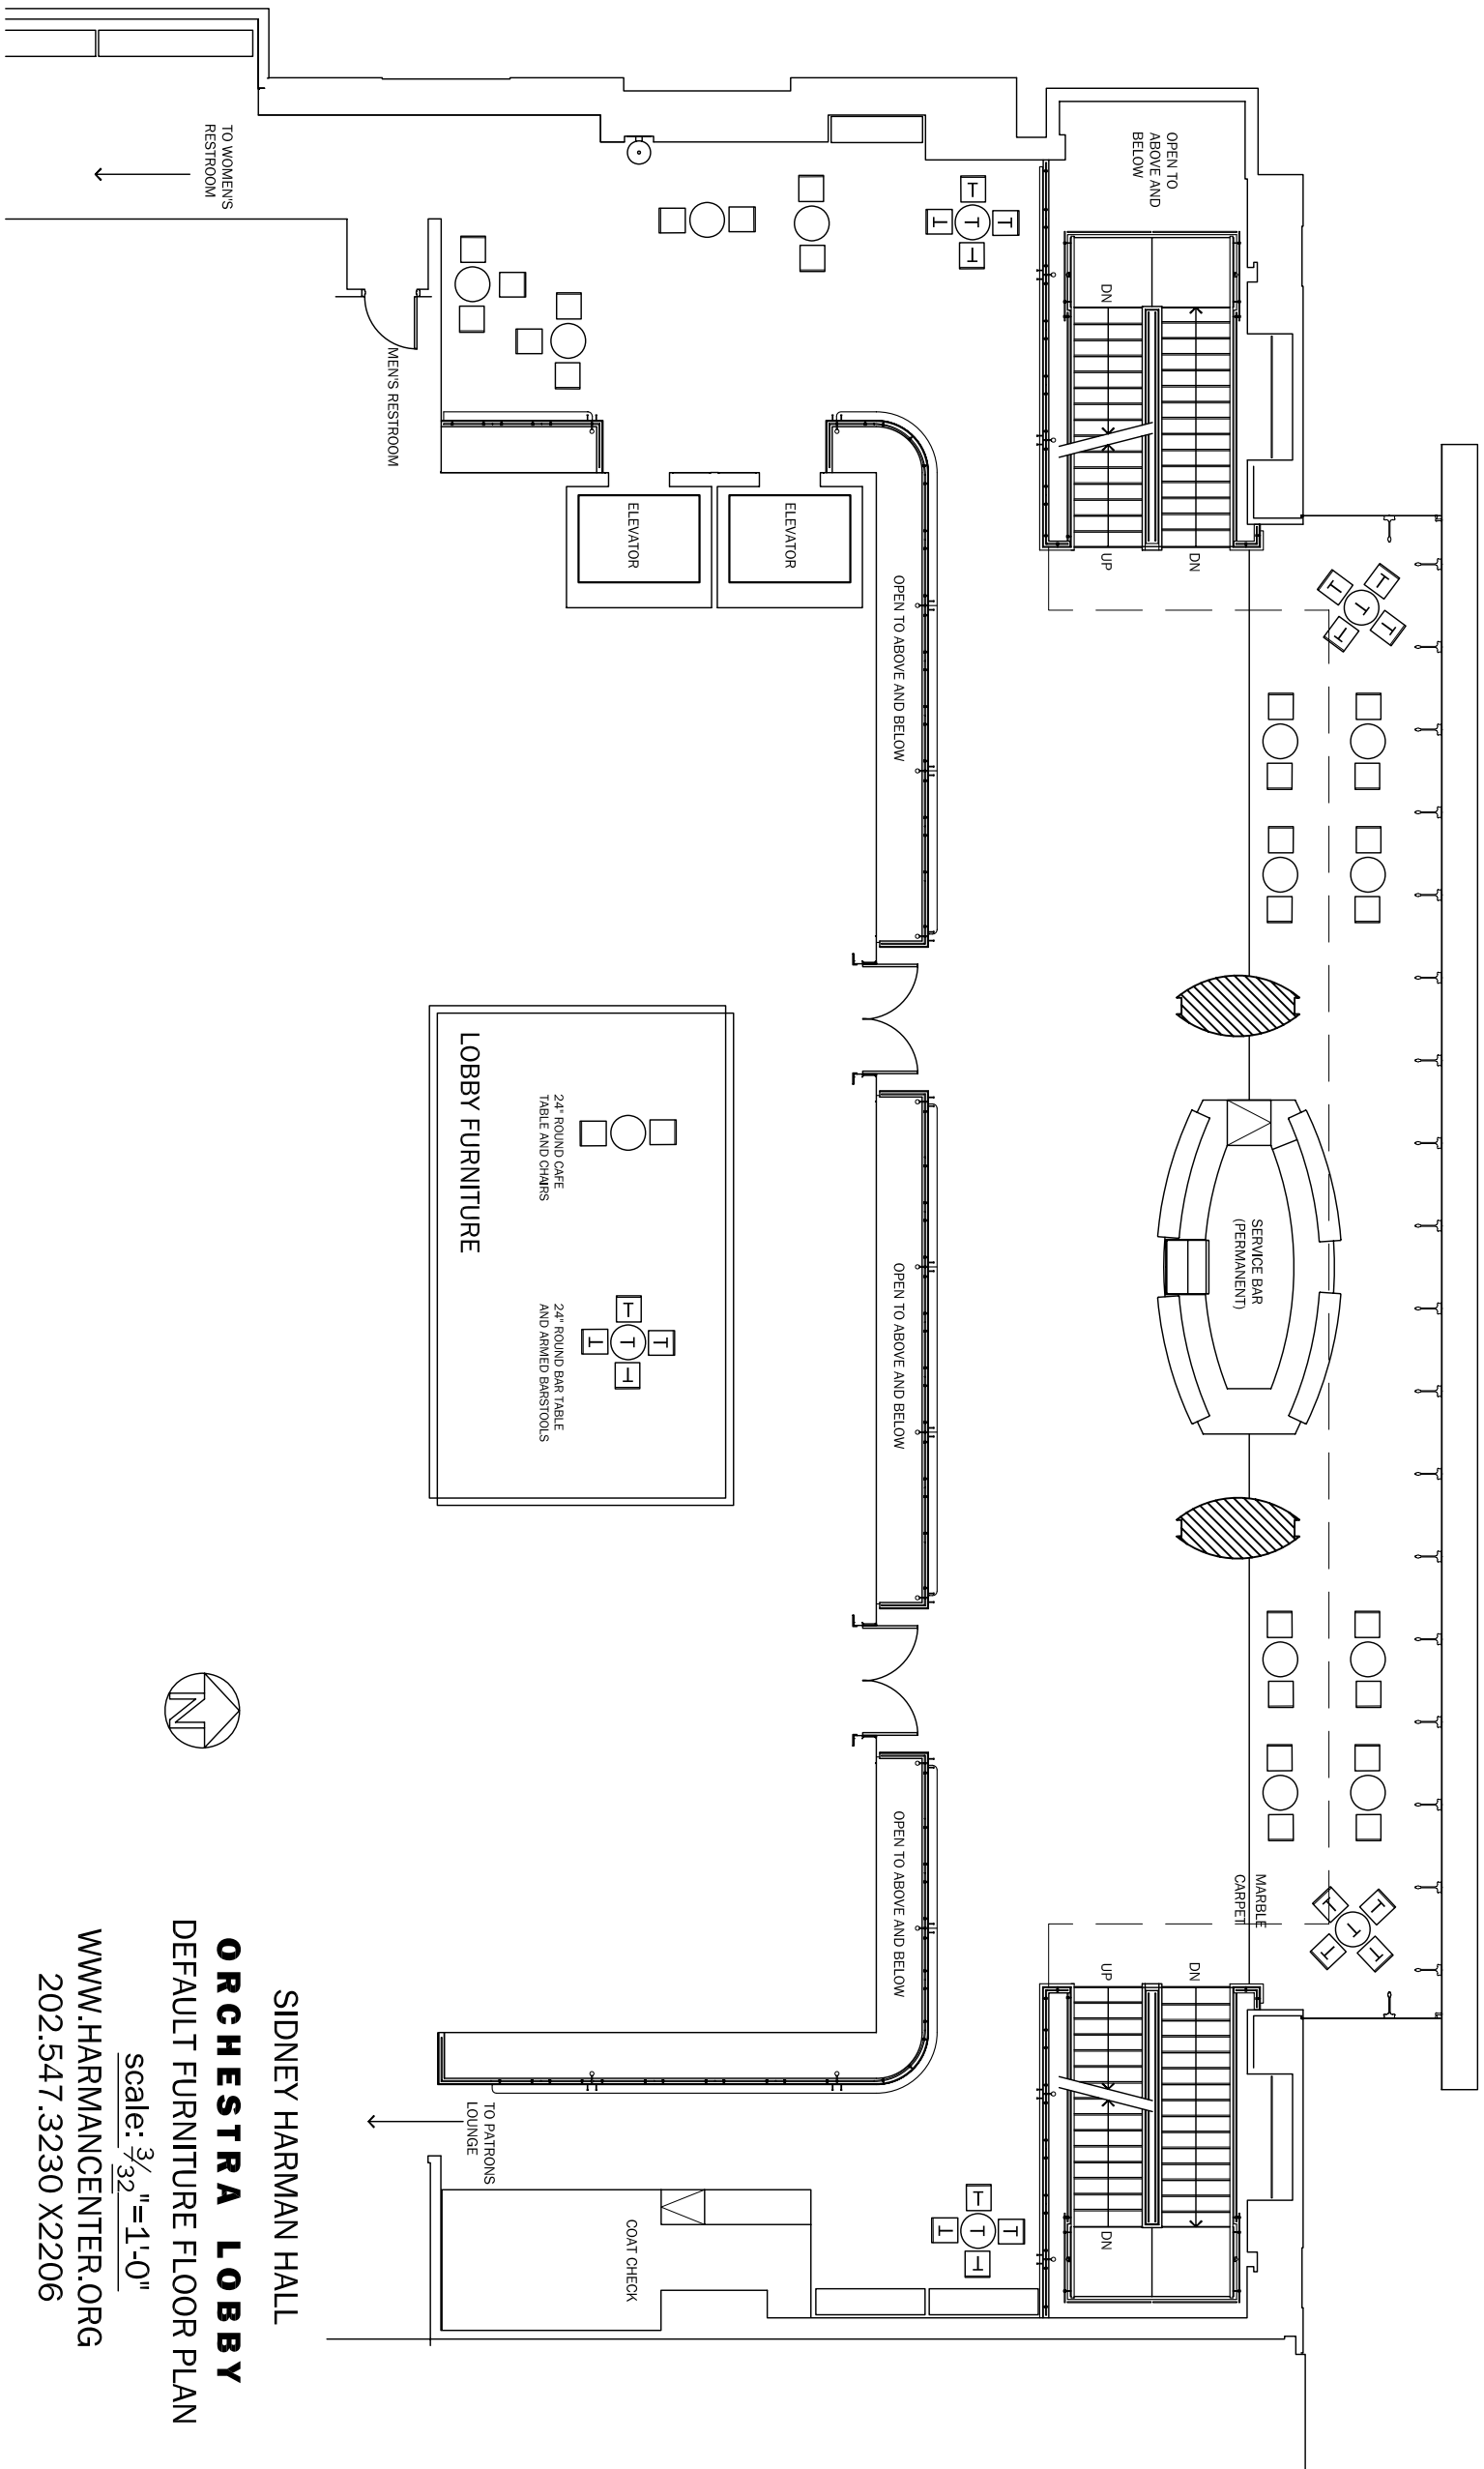 OPEN TO
ABOVE AND
BELOW
DN
UP
DN
T
T
T
T
T
T
T
T
T
T
TO WOMEN'S
RESTROOM
MEN'S RESTROOM
ELEVATOR
ELEVATOR
OPEN TO ABOVE AND BELOW
SERVICE BAR
(PERMANENT)
OPEN TO ABOVE AND BELOW
24" ROUND CAFE
TABLE AND CHAIRS
T
T
T
T
T
24" ROUND BAR TABLE
AND ARMED BARSTOOLS
LOBBY FURNITURE
MARBLE
CARPET
T
T
T
T
T
DN
UP
DN
OPEN TO ABOVE AND BELOW
T
T
T
T
T
TO PATRONS
LOUNGE
COAT CHECK
N
SIDNEY HARMAN HALL
ORCHESTRA LOBBY
DEFAULT FURNITURE FLOOR PLAN
scale: 3/32"=1'-0"
WWW.HARMANCENTER.ORG
202.547.3230 X2206